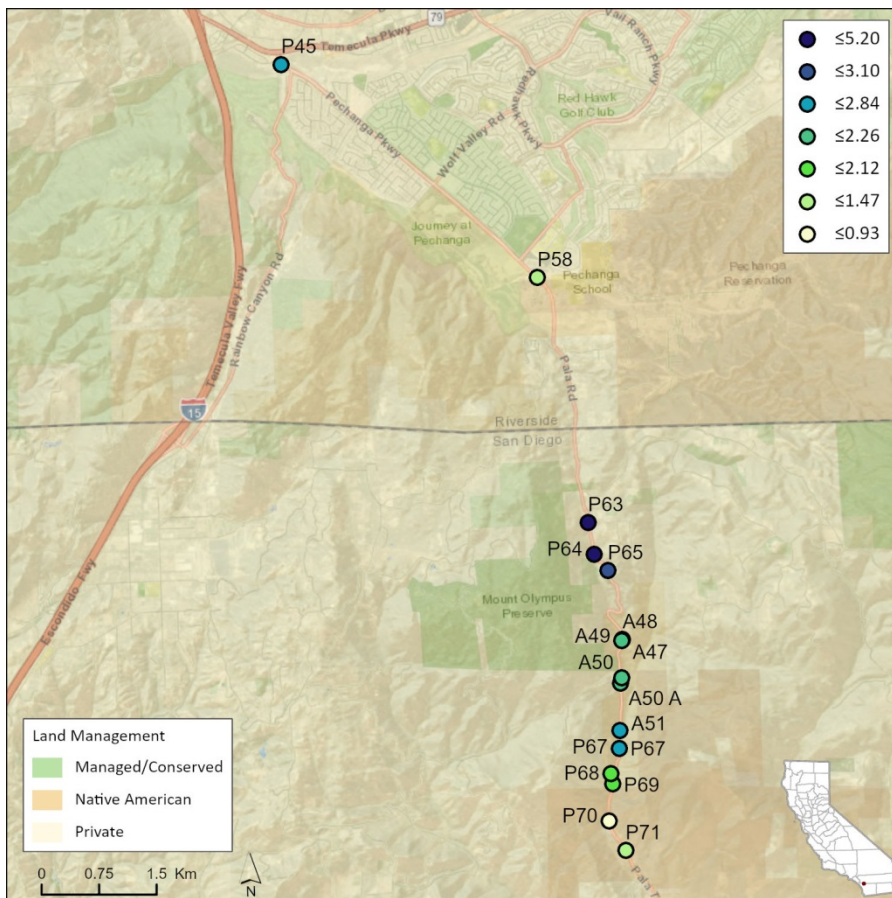 79
Temecula Pkwy
Vail Ranch Pkwy
P45
Pechanga Pkwy
Wolf Valley Rd
Redhawk Pkwy
Red Hawk
Golf Club
≤5.20
≤3.10
≤2.84
≤2.26
≤2.12
≤1.47
≤0.93
Journey at
Pechanga
P58
Pechanga
School
Pechanga
Reservation
Temecula Valley Fwy
Rainbow Canyon Rd
Pala Rd
15
Riverside
San Diego
P63
P64
P65
Escondido Fwy
Mount Olympus
Preserve
A48
A49
A47
A50
A50 A
A51
P67
P67
P68
P69
P70
P71
Pala
Land Management
Managed/Conserved
Native American
Private
0
0.75
1.5 Km
N